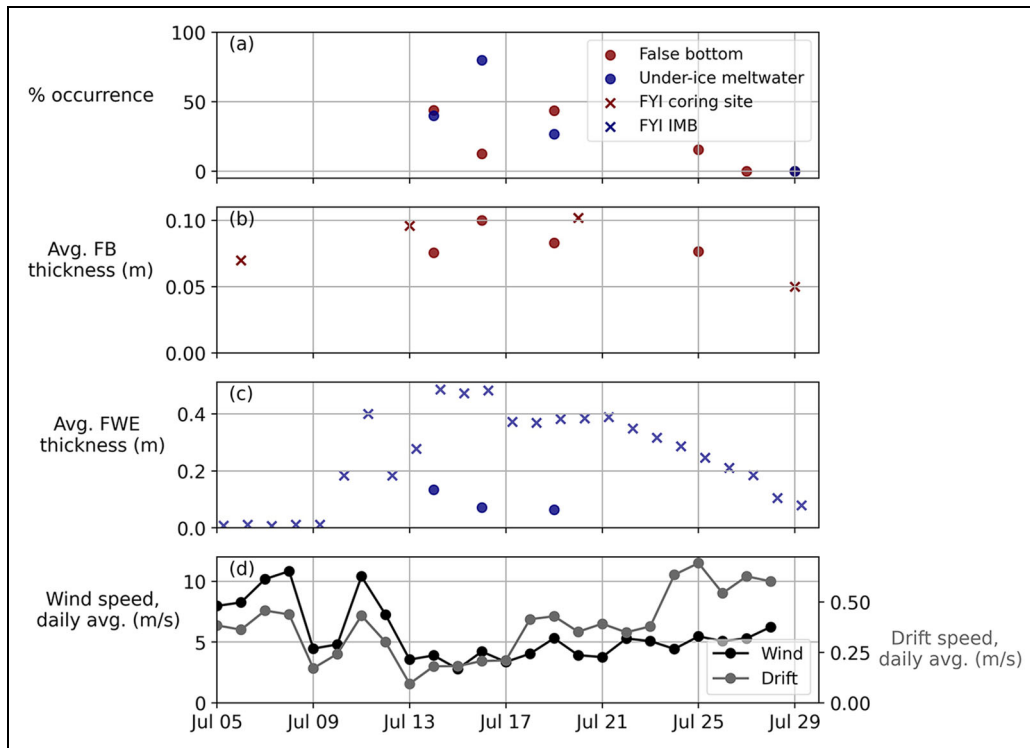 (a)
100
50
0
% occurrence
False bottom
Under-ice meltwater
FYI coring site
FYI IMB
(b)
0.10
0.05
0.00
Avg. FB
thickness (m)
(c)
0.4
0.2
0.0
Avg. FWE
thickness (m)
(d)
10
5
0
Wind speed,
daily avg. (m/s)
Wind
Drift
0.50
0.25
0.00
Drift speed,
daily avg. (m/s)
Jul 05 Jul 09 Jul 13 Jul 17 Jul 21 Jul 25 Jul 29